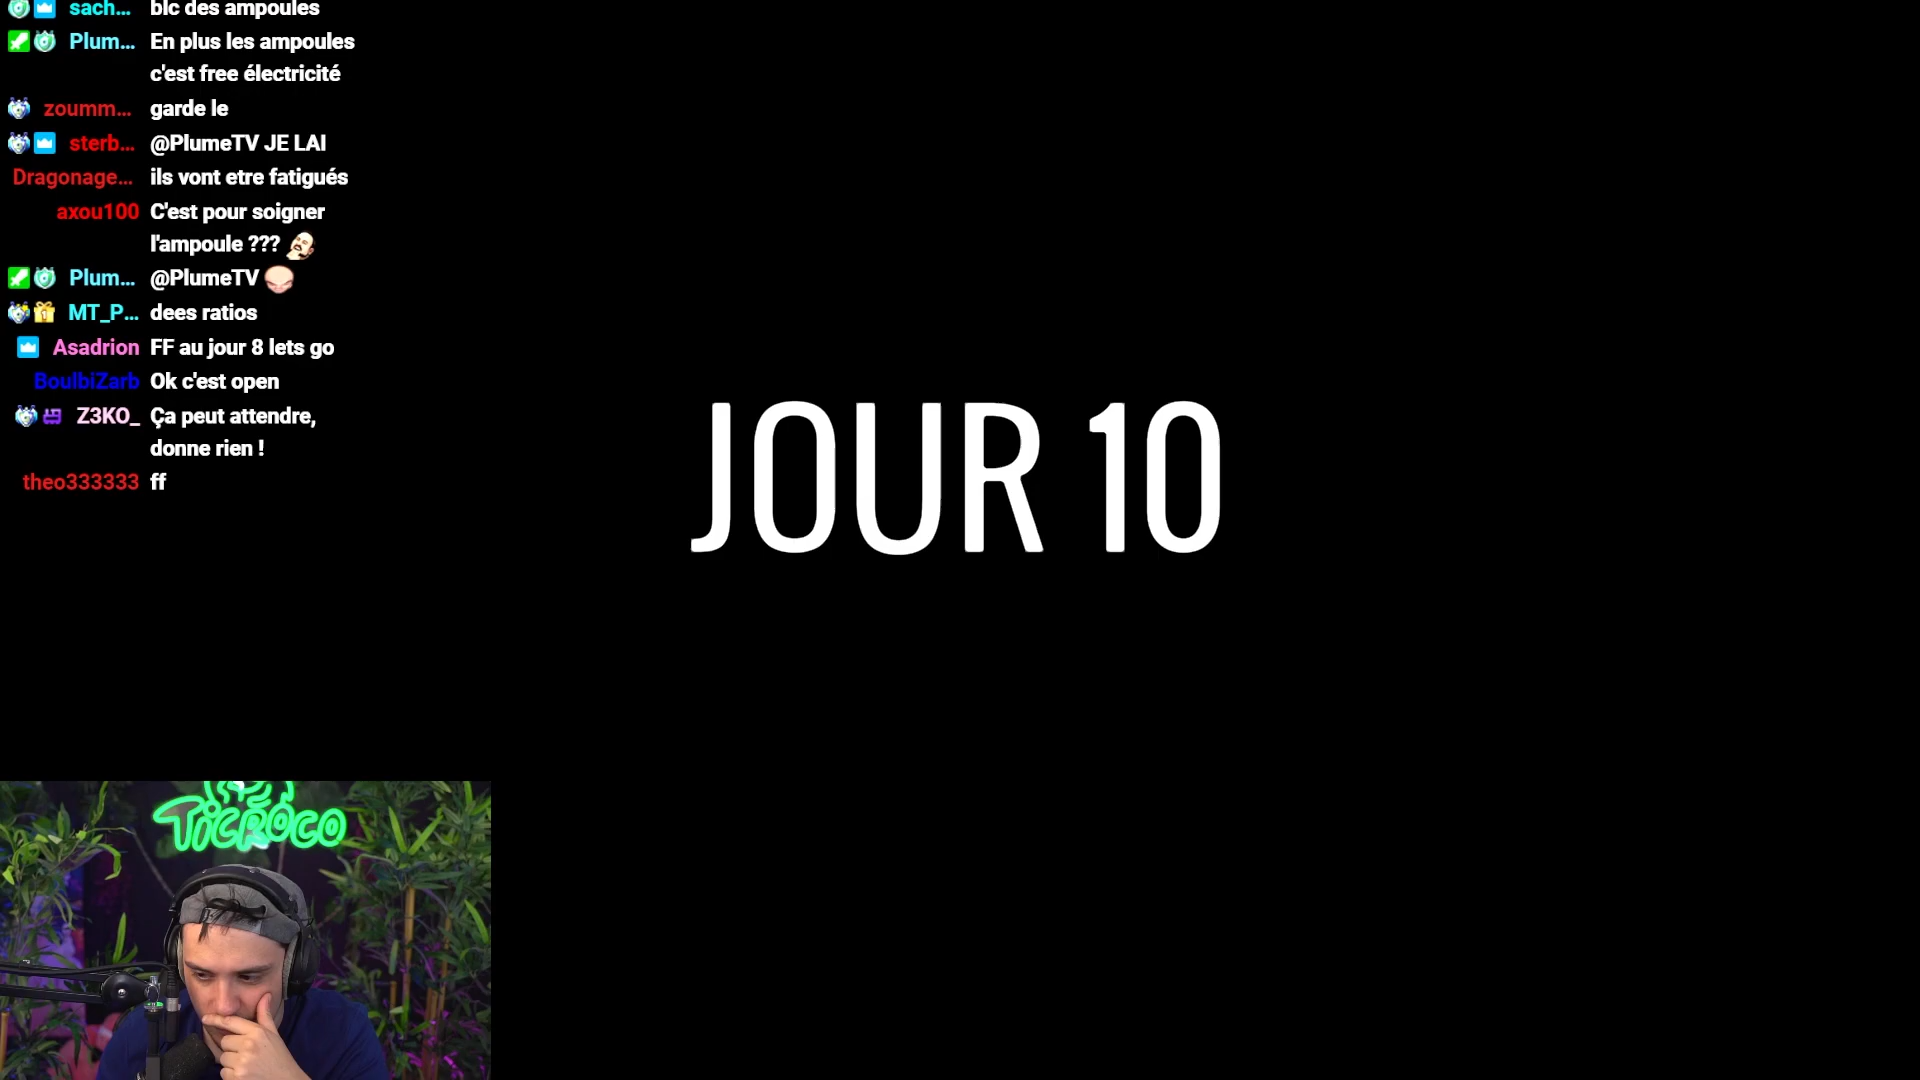 sach... blc des ampoules
Plum... En plus les ampoules
c'est free électricité
zoumm... garde le
sterb... @PlumeTV JE LAI
Dragonage... ils vont etre fatigués
axou100 C'est pour soigner
l'ampoule ???
Plum... @PlumeTV
MT_P... dees ratios
Asadrion FF au jour 8 lets go
BoulbiZarb Ok c'est open
Z3KO_ Ça peut attendre,
donne rien !
theo333333 ff
JOUR 10
TiCROCO